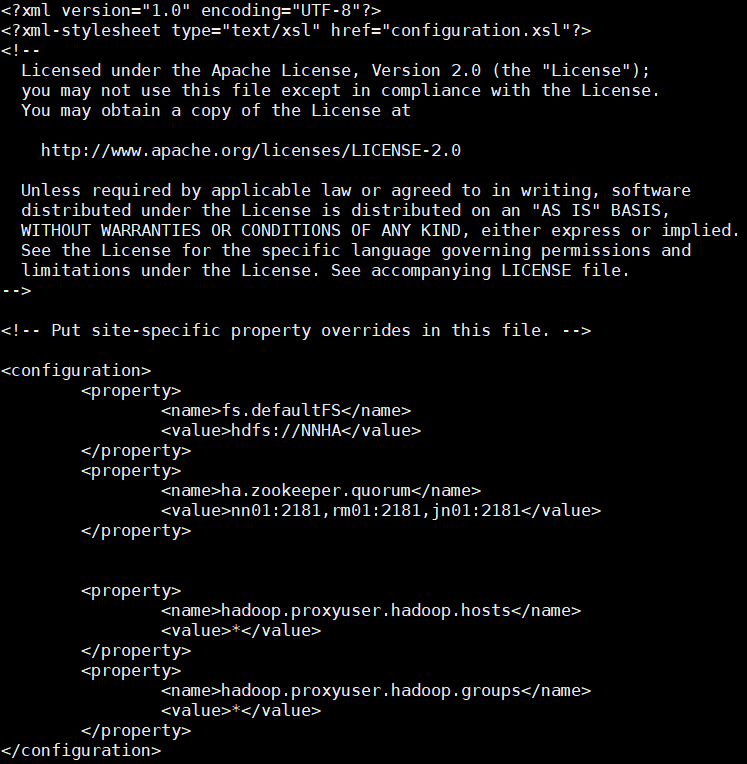 <?xml version="1.0" encoding="UTF-8"?>
<?xml-stylesheet type="text/xsl" href="configuration.xsl"?>
<!--
  Licensed under the Apache License, Version 2.0 (the "License");
  you may not use this file except in compliance with the License.
  You may obtain a copy of the License at

    http://www.apache.org/licenses/LICENSE-2.0

  Unless required by applicable law or agreed to in writing, software
  distributed under the License is distributed on an "AS IS" BASIS,
  WITHOUT WARRANTIES OR CONDITIONS OF ANY KIND, either express or implied.
  See the License for the specific language governing permissions and
  limitations under the License. See accompanying LICENSE file.
-->

<!-- Put site-specific property overrides in this file. -->

<configuration>
        <property>
                <name>fs.defaultFS</name>
                <value>hdfs://NNHA</value>
        </property>
        <property>
                <name>ha.zookeeper.quorum</name>
                <value>nn01:2181,rm01:2181,jn01:2181</value>
        </property>


        <property>
                <name>hadoop.proxyuser.hadoop.hosts</name>
                <value>*</value>
        </property>
        <property>
                <name>hadoop.proxyuser.hadoop.groups</name>
                <value>*</value>
        </property>
</configuration>